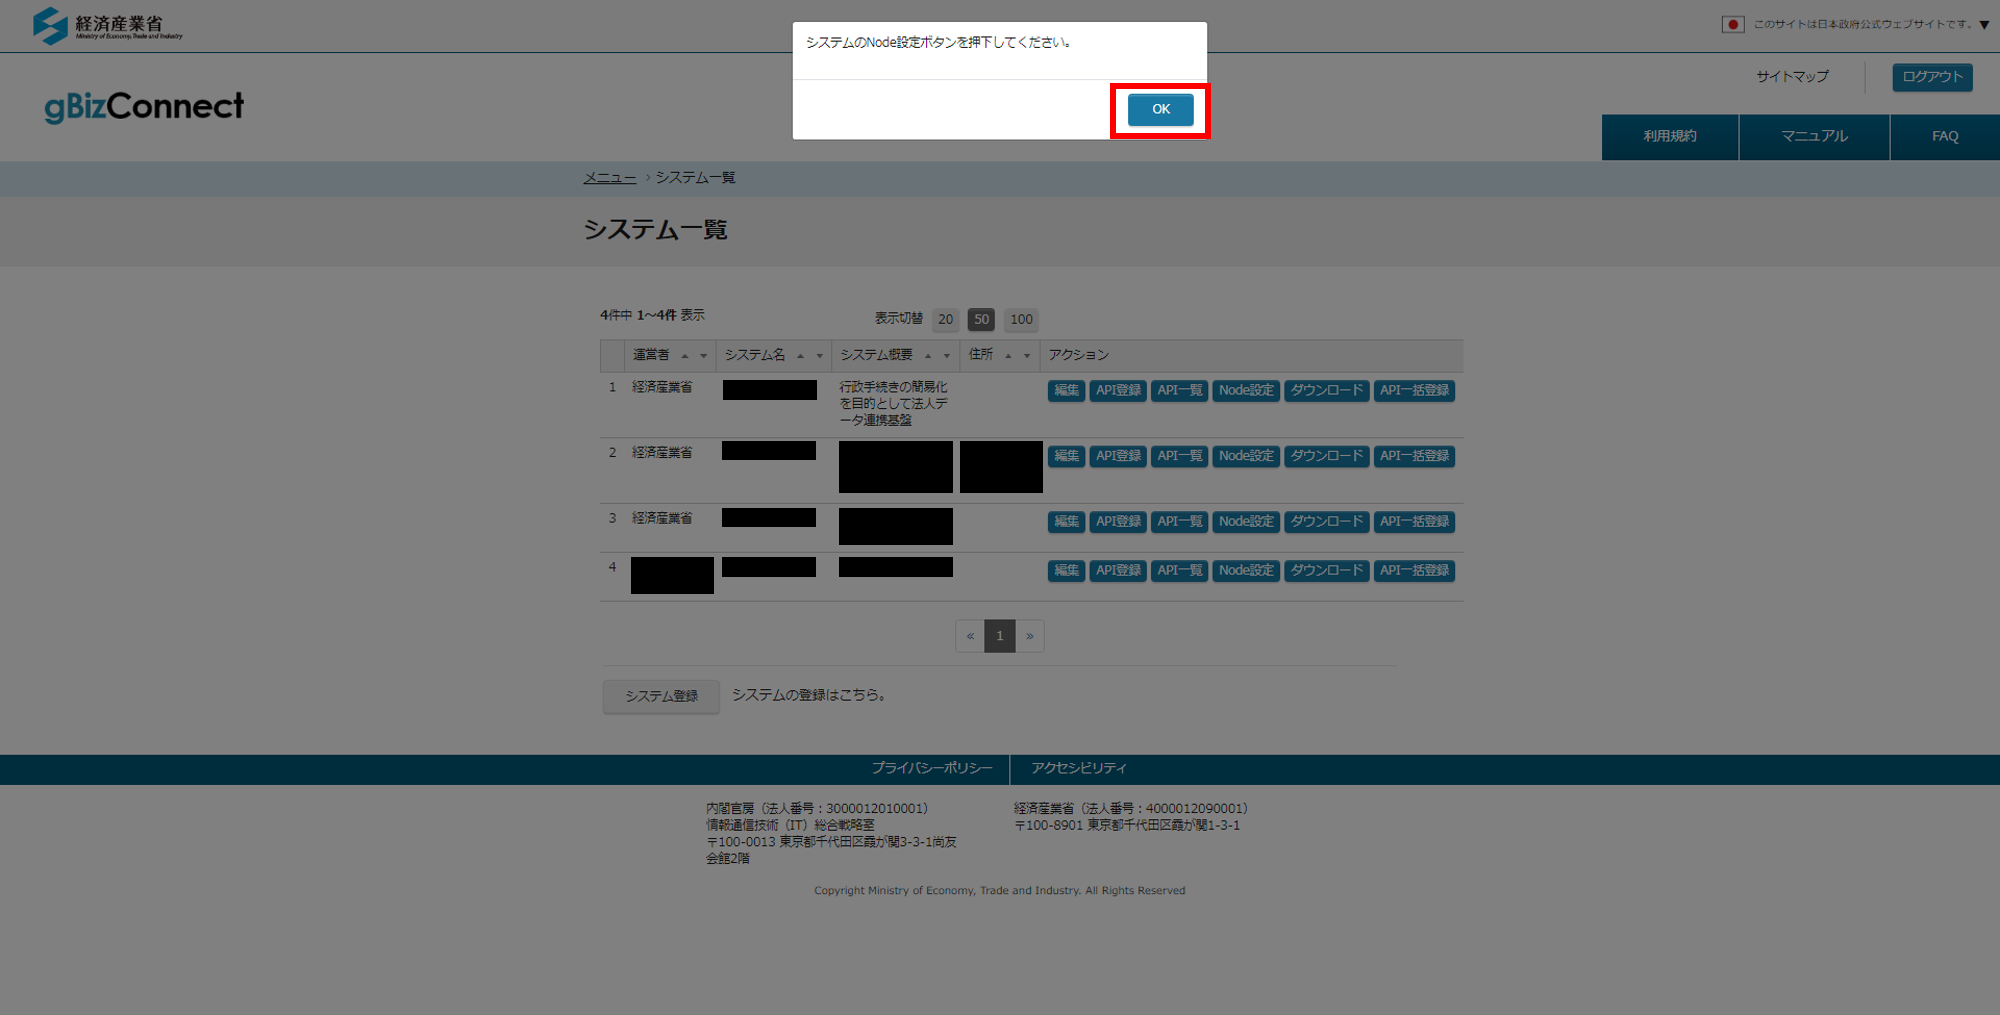 経済産業省
Ministry of Economy, Trade and Industry
このサイトは日本政府公式ウェブサイトです。▼
システムのNode設定ボタンを押下してください。
OK
サイトマップ
ログアウト
gBizConnect
利用規約
マニュアル
FAQ
メニュー › システム一覧
システム一覧
4件中 1～4件 表示
表示切替 20 50 100
運営者 ▲ ▼ システム名 ▲ ▼ システム概要 ▲ ▼ 住所 ▲ ▼ アクション
1 経済産業省 行政手続きの簡易化
を目的として法人デ
ータ連携基盤
編集 API登録 API一覧 Node設定 ダウンロード API一括登録
2 経済産業省 編集 API登録 API一覧 Node設定 ダウンロード API一括登録
3 経済産業省 編集 API登録 API一覧 Node設定 ダウンロード API一括登録
4 編集 API登録 API一覧 Node設定 ダウンロード API一括登録
« 1 »
システム登録 システムの登録はこちら。
プライバシーポリシー
アクセシビリティ
内閣官房（法人番号：3000012010001）
情報通信技術（IT）総合戦略室
〒100-0013 東京都千代田区霞が関3-3-1尚友
会館2階
経済産業省（法人番号：4000012090001）
〒100-8901 東京都千代田区霞が関1-3-1
Copyright Ministry of Economy, Trade and Industry. All Rights Reserved